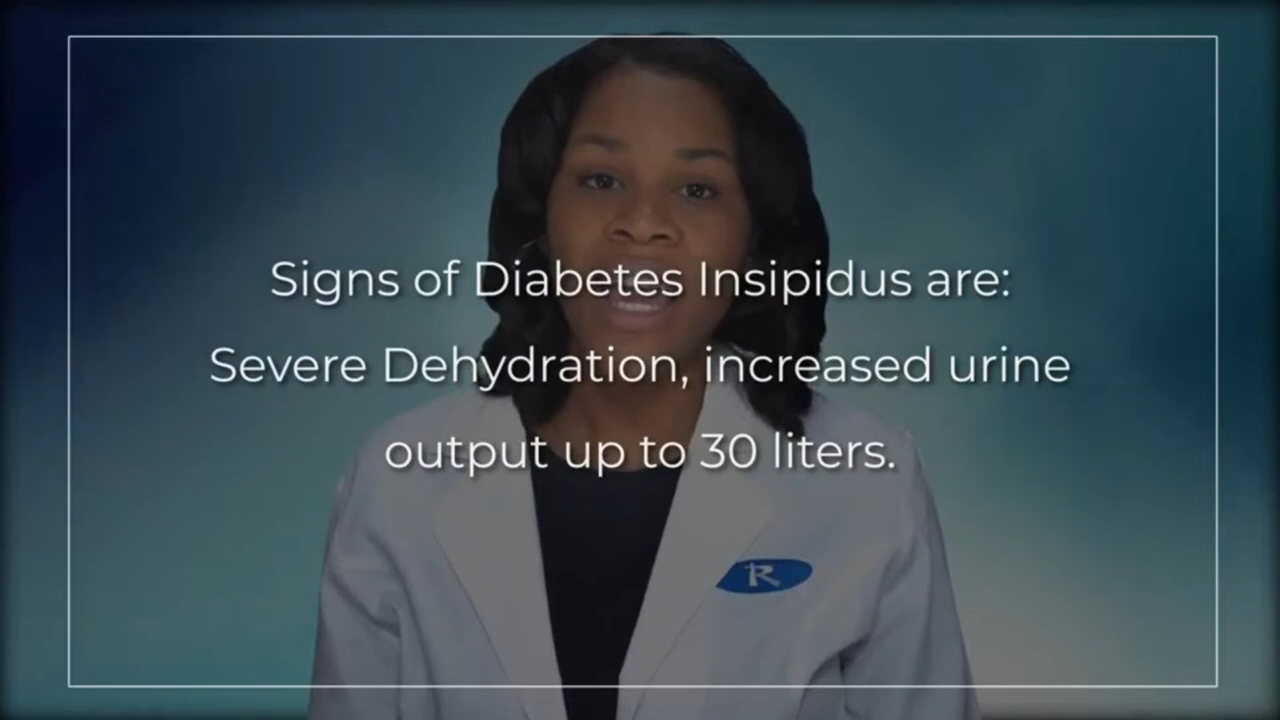 Signs of Diabetes Insipidus are:
Severe Dehydration, increased urine
output up to 30 liters.
R